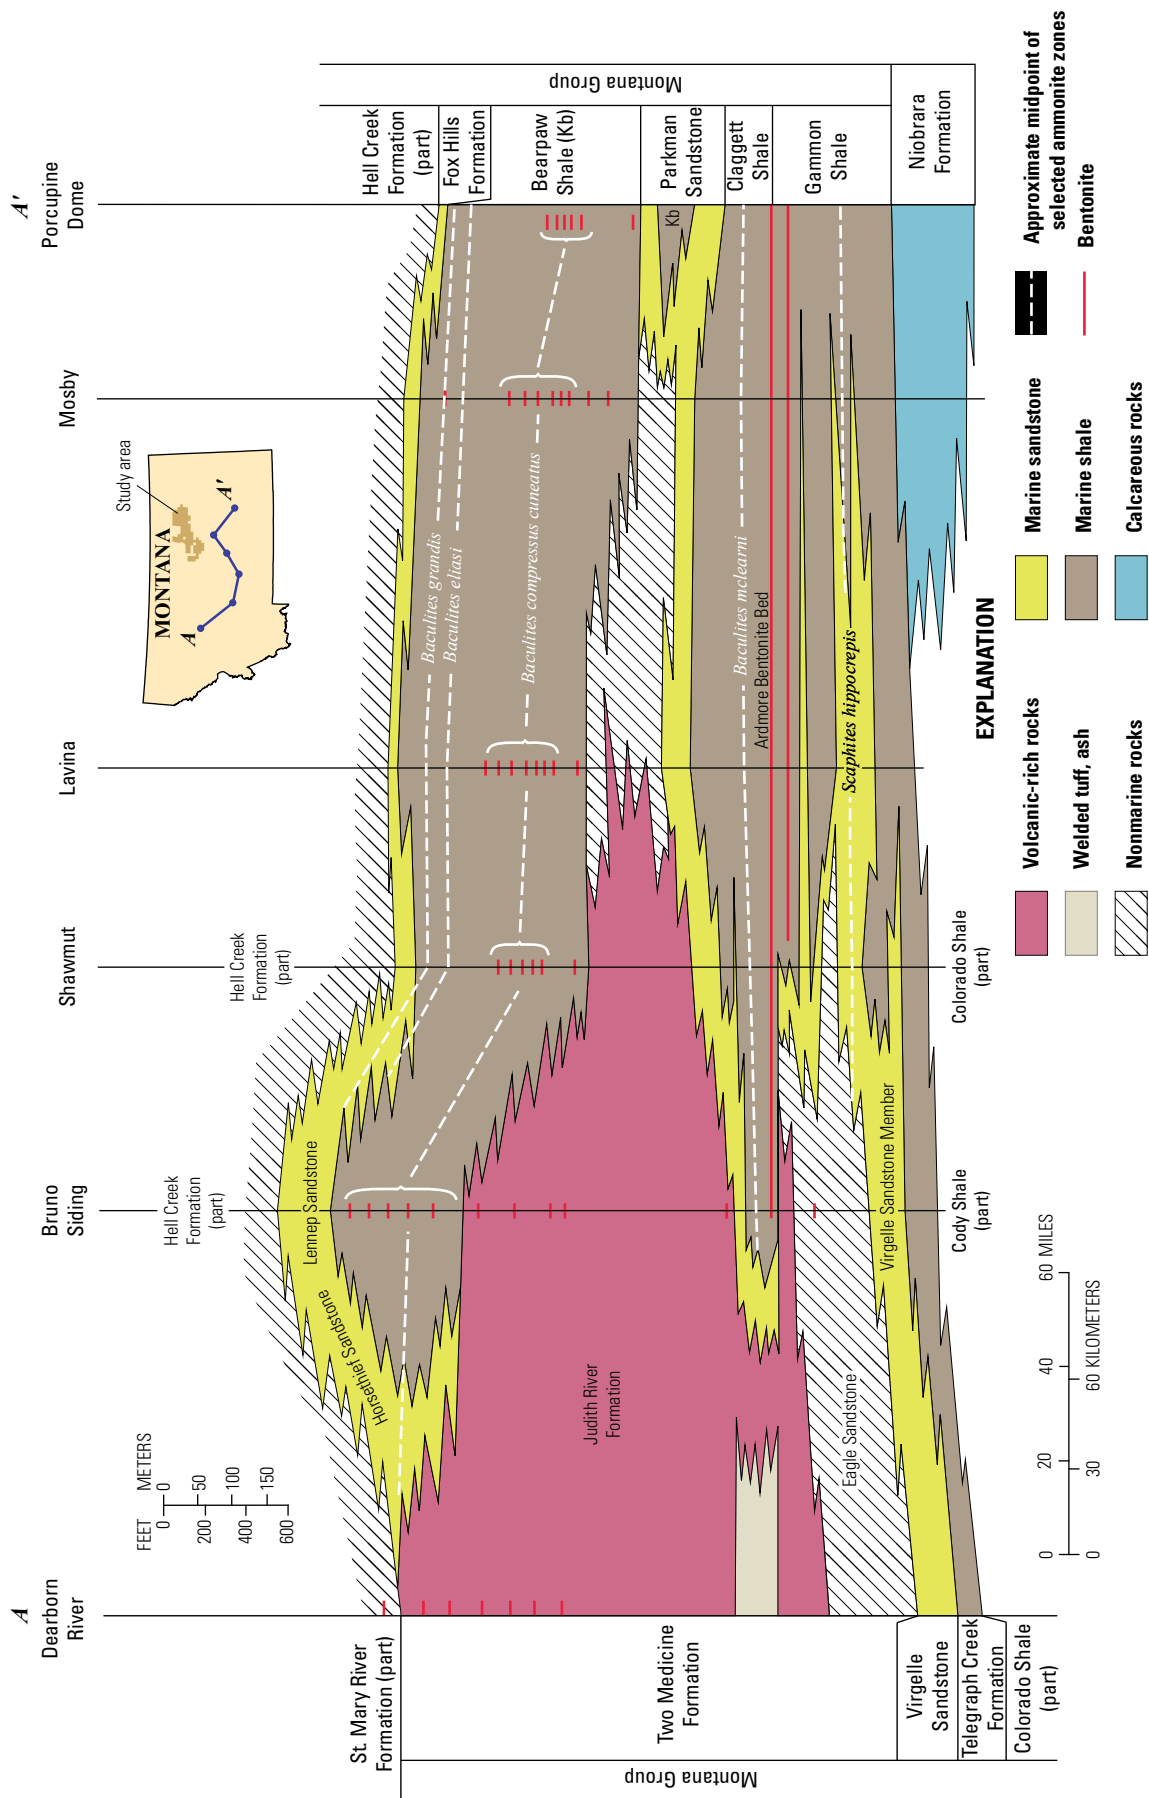 A
Dearborn
River
Bruno
Siding
Shawmut
Lavina
Mosby
A'
Porcupine
Dome
FEET
METERS
0
0
200
50
400
100
600
150
MONTANA
Study area
A
A'
Hell Creek
Formation
(part)
Hell Creek
Formation
(part)
St. Mary River
Formation (part)
Two Medicine
Formation
Virgelle
Sandstone
Telegraph Creek
Formation
Colorado Shale
(part)
Montana Group
Horsethief Sandstone
Lennep Sandstone
Judith River
Formation
Eagle Sandstone
Virgelle Sandstone Member
Cody Shale
(part)
Colorado Shale
(part)
Baculites grandis
Baculites eliasi
Baculites compressus cuneatus
Baculites mclearni
Ardmore Bentonite Bed
Scaphites hippocrepis
Kb
Hell Creek
Formation
(part)
Fox Hills
Formation
Bearpaw
Shale (Kb)
Parkman
Sandstone
Claggett
Shale
Gammon
Shale
Niobrara
Formation
Montana Group
0
20
40
60 MILES
0
30
60 KILOMETERS
EXPLANATION
Volcanic-rich rocks
Welded tuff, ash
Nonmarine rocks
Marine sandstone
Marine shale
Calcareous rocks
Approximate midpoint of
selected ammonite zones
Bentonite